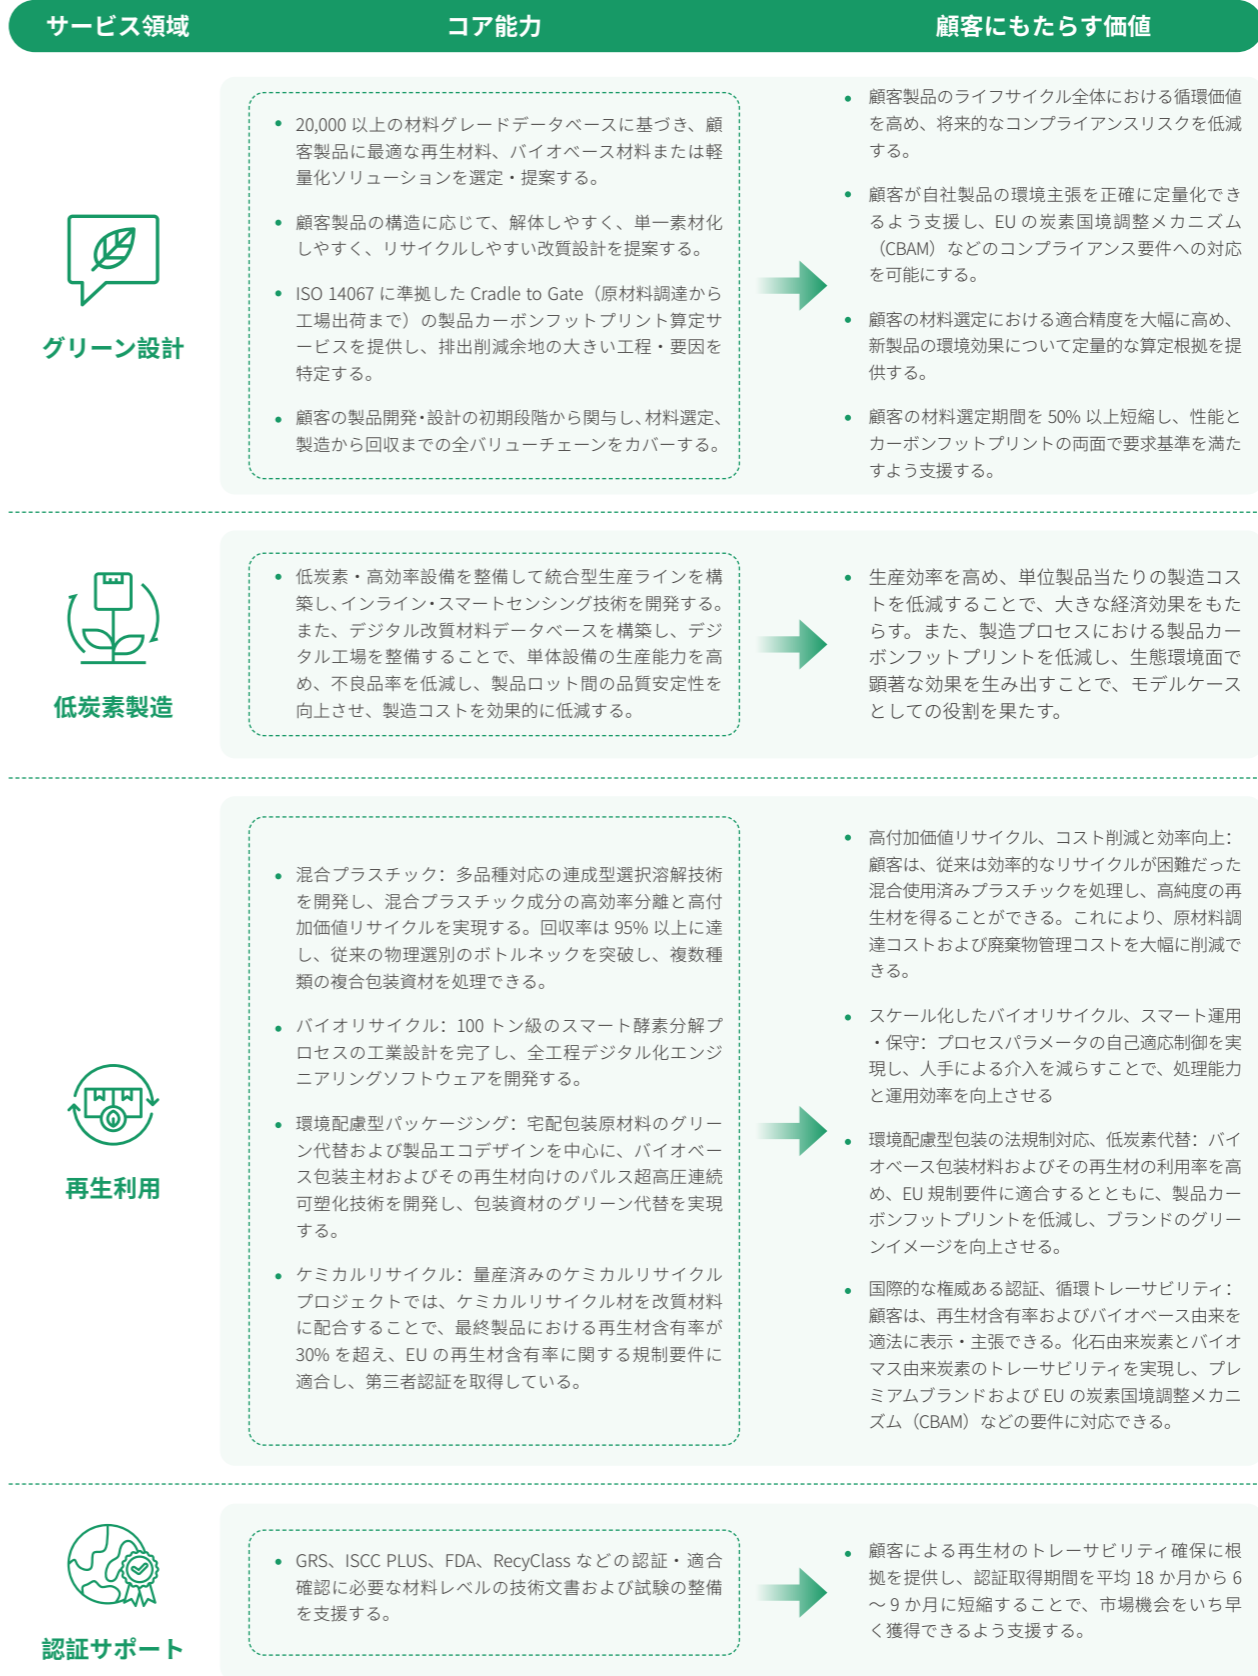 サービス領域
コア能力
顧客にもたらす価値
グリーン設計
• 20,000 以上の材料グレードデータベースに基づき、顧
客製品に最適な再生材料、バイオベース材料または軽
量化ソリューションを選定・提案する。
• 顧客製品の構造に応じて、解体しやすく、単一素材化
しやすく、リサイクルしやすい改質設計を提案する。
• ISO 14067 に準拠した Cradle to Gate（原材料調達から
工場出荷まで）の製品カーボンフットプリント算定サ
ービスを提供し、排出削減余地の大きい工程・要因を
特定する。
• 顧客の製品開発・設計の初期段階から関与し、材料選定、
製造から回収までの全バリューチェーンをカバーする。
• 顧客製品のライフサイクル全体における循環価値
を高め、将来的なコンプライアンスリスクを低減
する。
• 顧客が自社製品の環境主張を正確に定量化でき
るよう支援し、EU の炭素国境調整メカニズム
（CBAM）などのコンプライアンス要件への対応
を可能にする。
• 顧客の材料選定における適合精度を大幅に高め、
新製品の環境効果について定量的な算定根拠を提
供する。
• 顧客の材料選定期間を 50% 以上短縮し、性能と
カーボンフットプリントの両面で要求基準を満た
すよう支援する。
低炭素製造
• 低炭素・高効率設備を整備して統合型生産ラインを構
築し、インライン・スマートセンシング技術を開発する。
また、デジタル改質材料データベースを構築し、デジ
タル工場を整備することで、単体設備の生産能力を高
め、不良品率を低減し、製品ロット間の品質安定性を
向上させ、製造コストを効果的に低減する。
• 生産効率を高め、単位製品当たりの製造コス
トを低減することで、大きな経済効果をもた
らす。また、製造プロセスにおける製品カー
ボンフットプリントを低減し、生態環境面で
顕著な効果を生み出すことで、モデルケース
としての役割を果たす。
再生利用
• 混合プラスチック：多品種対応の連成型選択溶解技術
を開発し、混合プラスチック成分の高効率分離と高付
加価値リサイクルを実現する。回収率は 95% 以上に達
し、従来の物理選別のボトルネックを突破し、複数種
類の複合包装資材を処理できる。
• バイオリサイクル：100 トン級のスマート酵素分解プ
ロセスの工業設計を完了し、全工程デジタル化エンジ
ニアリングソフトウェアを開発する。
• 環境配慮型パッケージング：宅配包装原材料のグリー
ン代替および製品エコデザインを中心に、バイオベー
ス包装主材およびその再生材向けのパルス超高圧連続
可塑化技術を開発し、包装資材のグリーン代替を実現
する。
• ケミカルリサイクル：量産済みのケミカルリサイクル
プロジェクトでは、ケミカルリサイクル材を改質材料
に配合することで、最終製品における再生材含有率が
30% を超え、EU の再生材含有率に関する規制要件に
適合し、第三者認証を取得している。
• 高付加価値リサイクル、コスト削減と効率向上：
顧客は、従来は効率的なリサイクルが困難だった
混合使用済みプラスチックを処理し、高純度の再
生材を得ることができる。これにより、原材料調
達コストおよび廃棄物管理コストを大幅に削減で
きる。
• スケール化したバイオリサイクル、スマート運用
・保守：プロセスパラメータの自己適応制御を実
現し、人手による介入を減らすことで、処理能力
と運用効率を向上させる
• 環境配慮型包装の法規制対応、低炭素代替：バイ
オベース包装材料およびその再生材の利用率を高
め、EU 規制要件に適合するとともに、製品カー
ボンフットプリントを低減し、ブランドのグリー
ンイメージを向上させる。
• 国際的な権威ある認証、循環トレーサビリティ：
顧客は、再生材含有率およびバイオベース由来を
適法に表示・主張できる。化石由来炭素とバイオ
マス由来炭素のトレーサビリティを実現し、プレ
ミアムブランドおよび EU の炭素国境調整メカニ
ズム（CBAM）などの要件に対応できる。
認証サポート
• GRS、ISCC PLUS、FDA、RecyClass などの認証・適合
確認に必要な材料レベルの技術文書および試験の整備
を支援する。
• 顧客による再生材のトレーサビリティ確保に根
拠を提供し、認証取得期間を平均 18 か月から 6
～ 9 か月に短縮することで、市場機会をいち早
く獲得できるよう支援する。